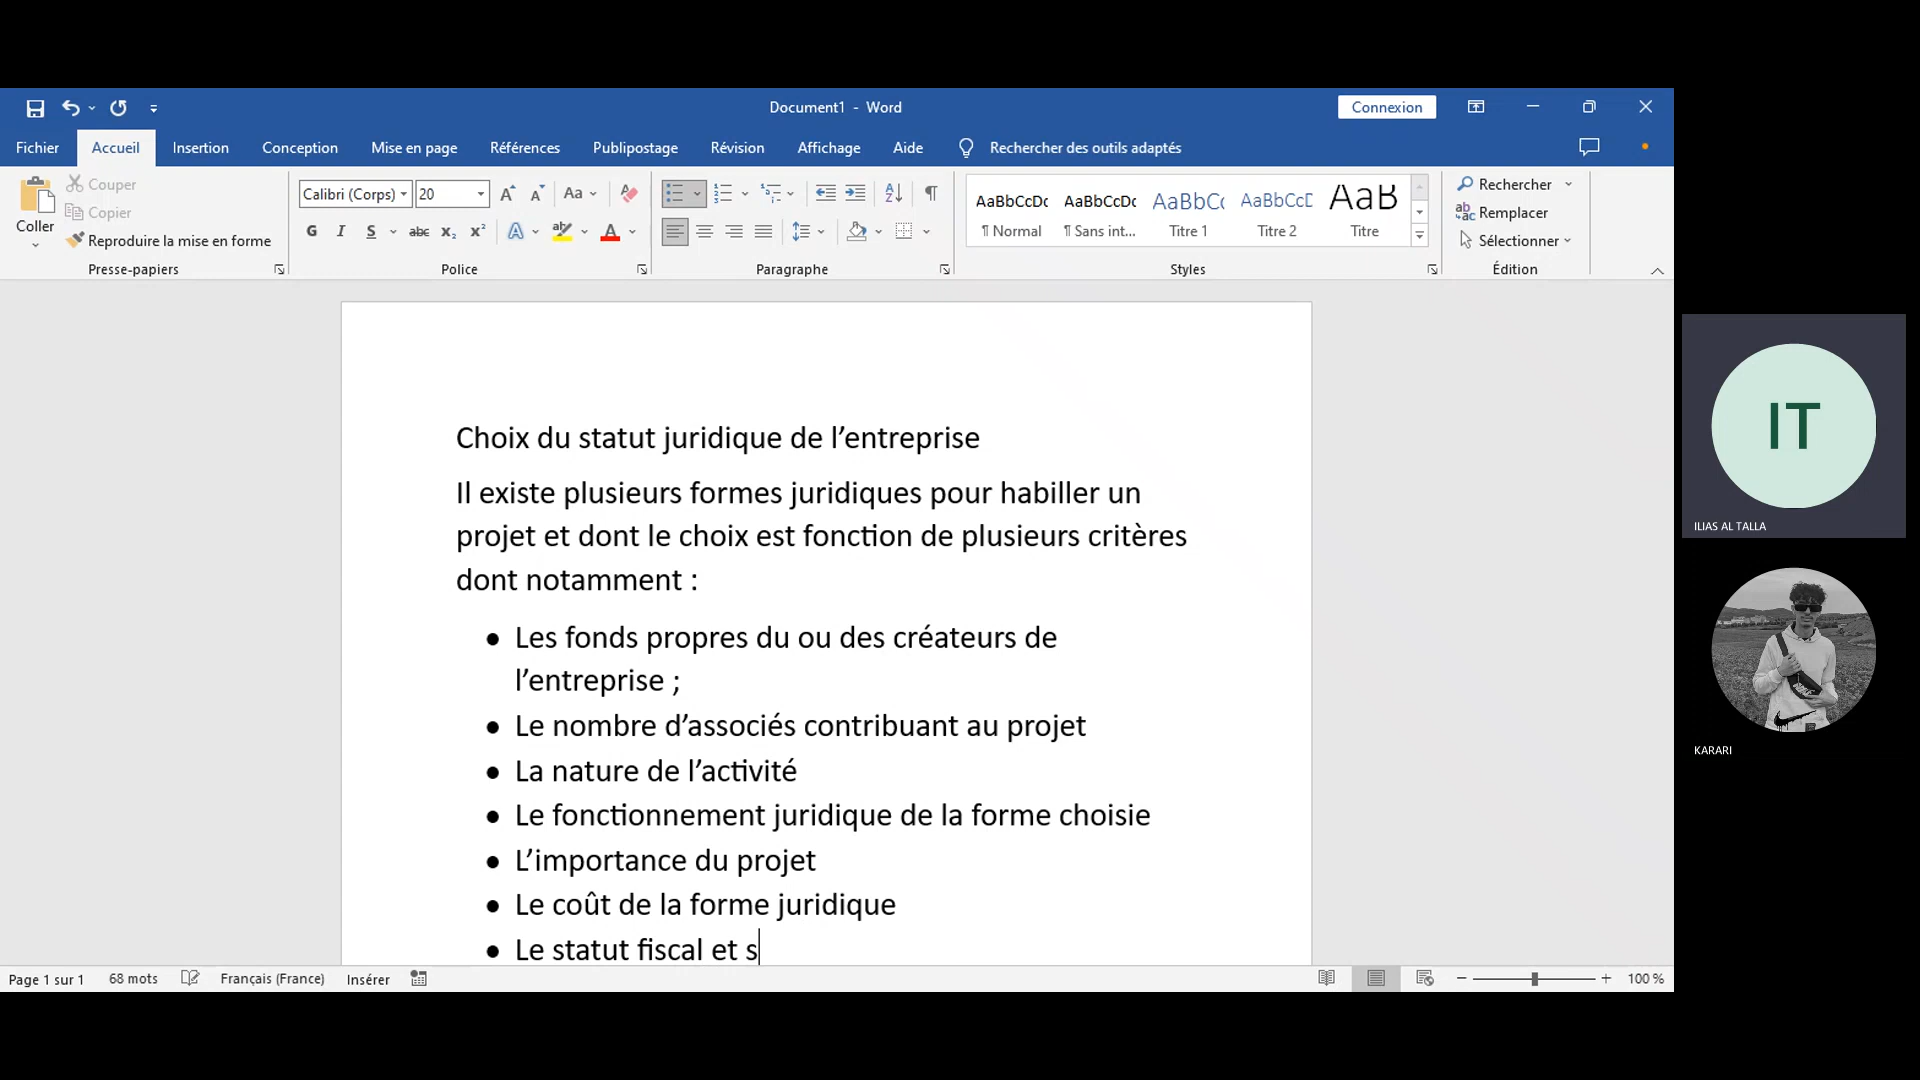 Document1 - Word
Connexion
Fichier
Accueil
Insertion
Conception
Mise en page
Références
Publipostage
Révision
Affichage
Aide
Rechercher des outils adaptés
Coller
Couper
Copier
Reproduire la mise en forme
Presse-papiers
Calibri (Corps)
20
Aa
G I S abc x₂ x²
A
A
Police
Paragraphe
AaBbCcDc
¶ Normal
AaBbCcDc
¶ Sans int...
AaBbCc
Titre 1
AaBbCcD
Titre 2
AaB
Titre
Styles
Rechercher
Remplacer
Sélectionner
Édition
Choix du statut juridique de l’entreprise
Il existe plusieurs formes juridiques pour habiller un
projet et dont le choix est fonction de plusieurs critères
dont notamment :
• Les fonds propres du ou des créateurs de
l’entreprise ;
• Le nombre d’associés contribuant au projet
• La nature de l’activité
• Le fonctionnement juridique de la forme choisie
• L’importance du projet
• Le coût de la forme juridique
• Le statut fiscal et s
Page 1 sur 1
68 mots
Français (France)
Insérer
100 %
IT
ILIAS AL TALLA
KARARI